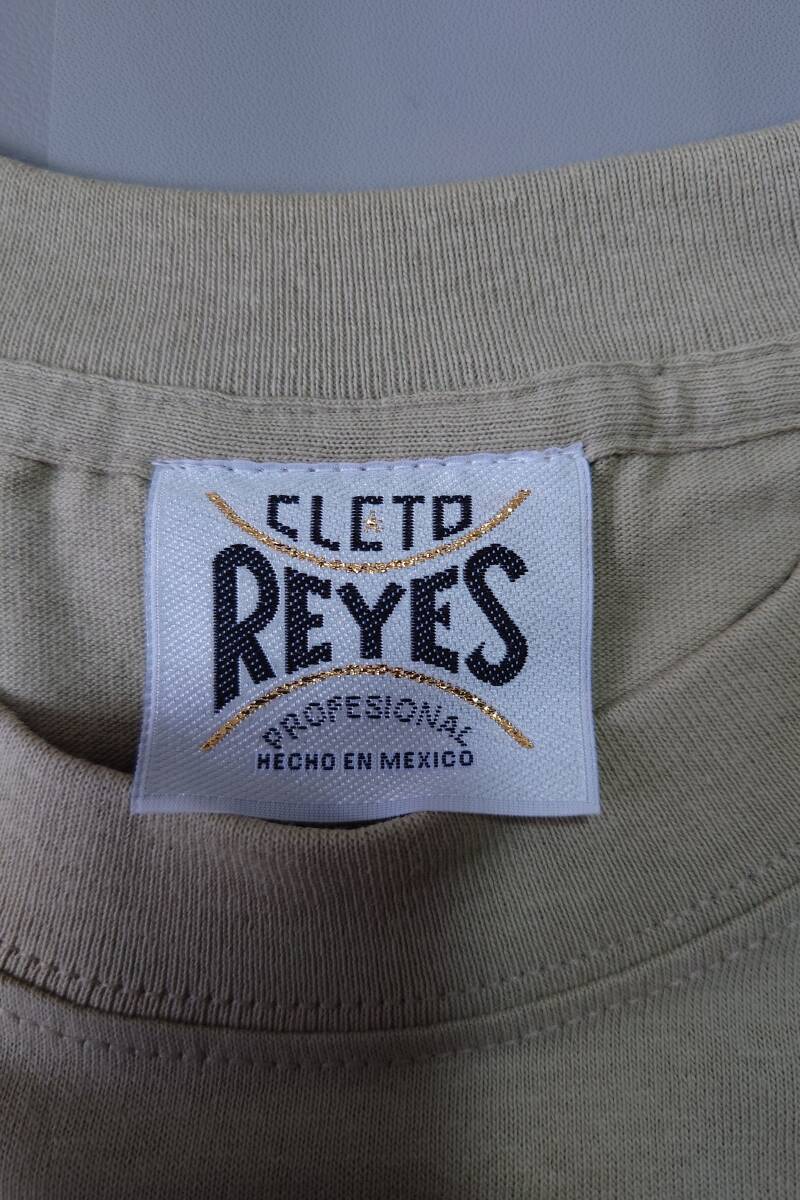 CLETO
REYES
PROFESIONAL
HECHO EN MEXICO